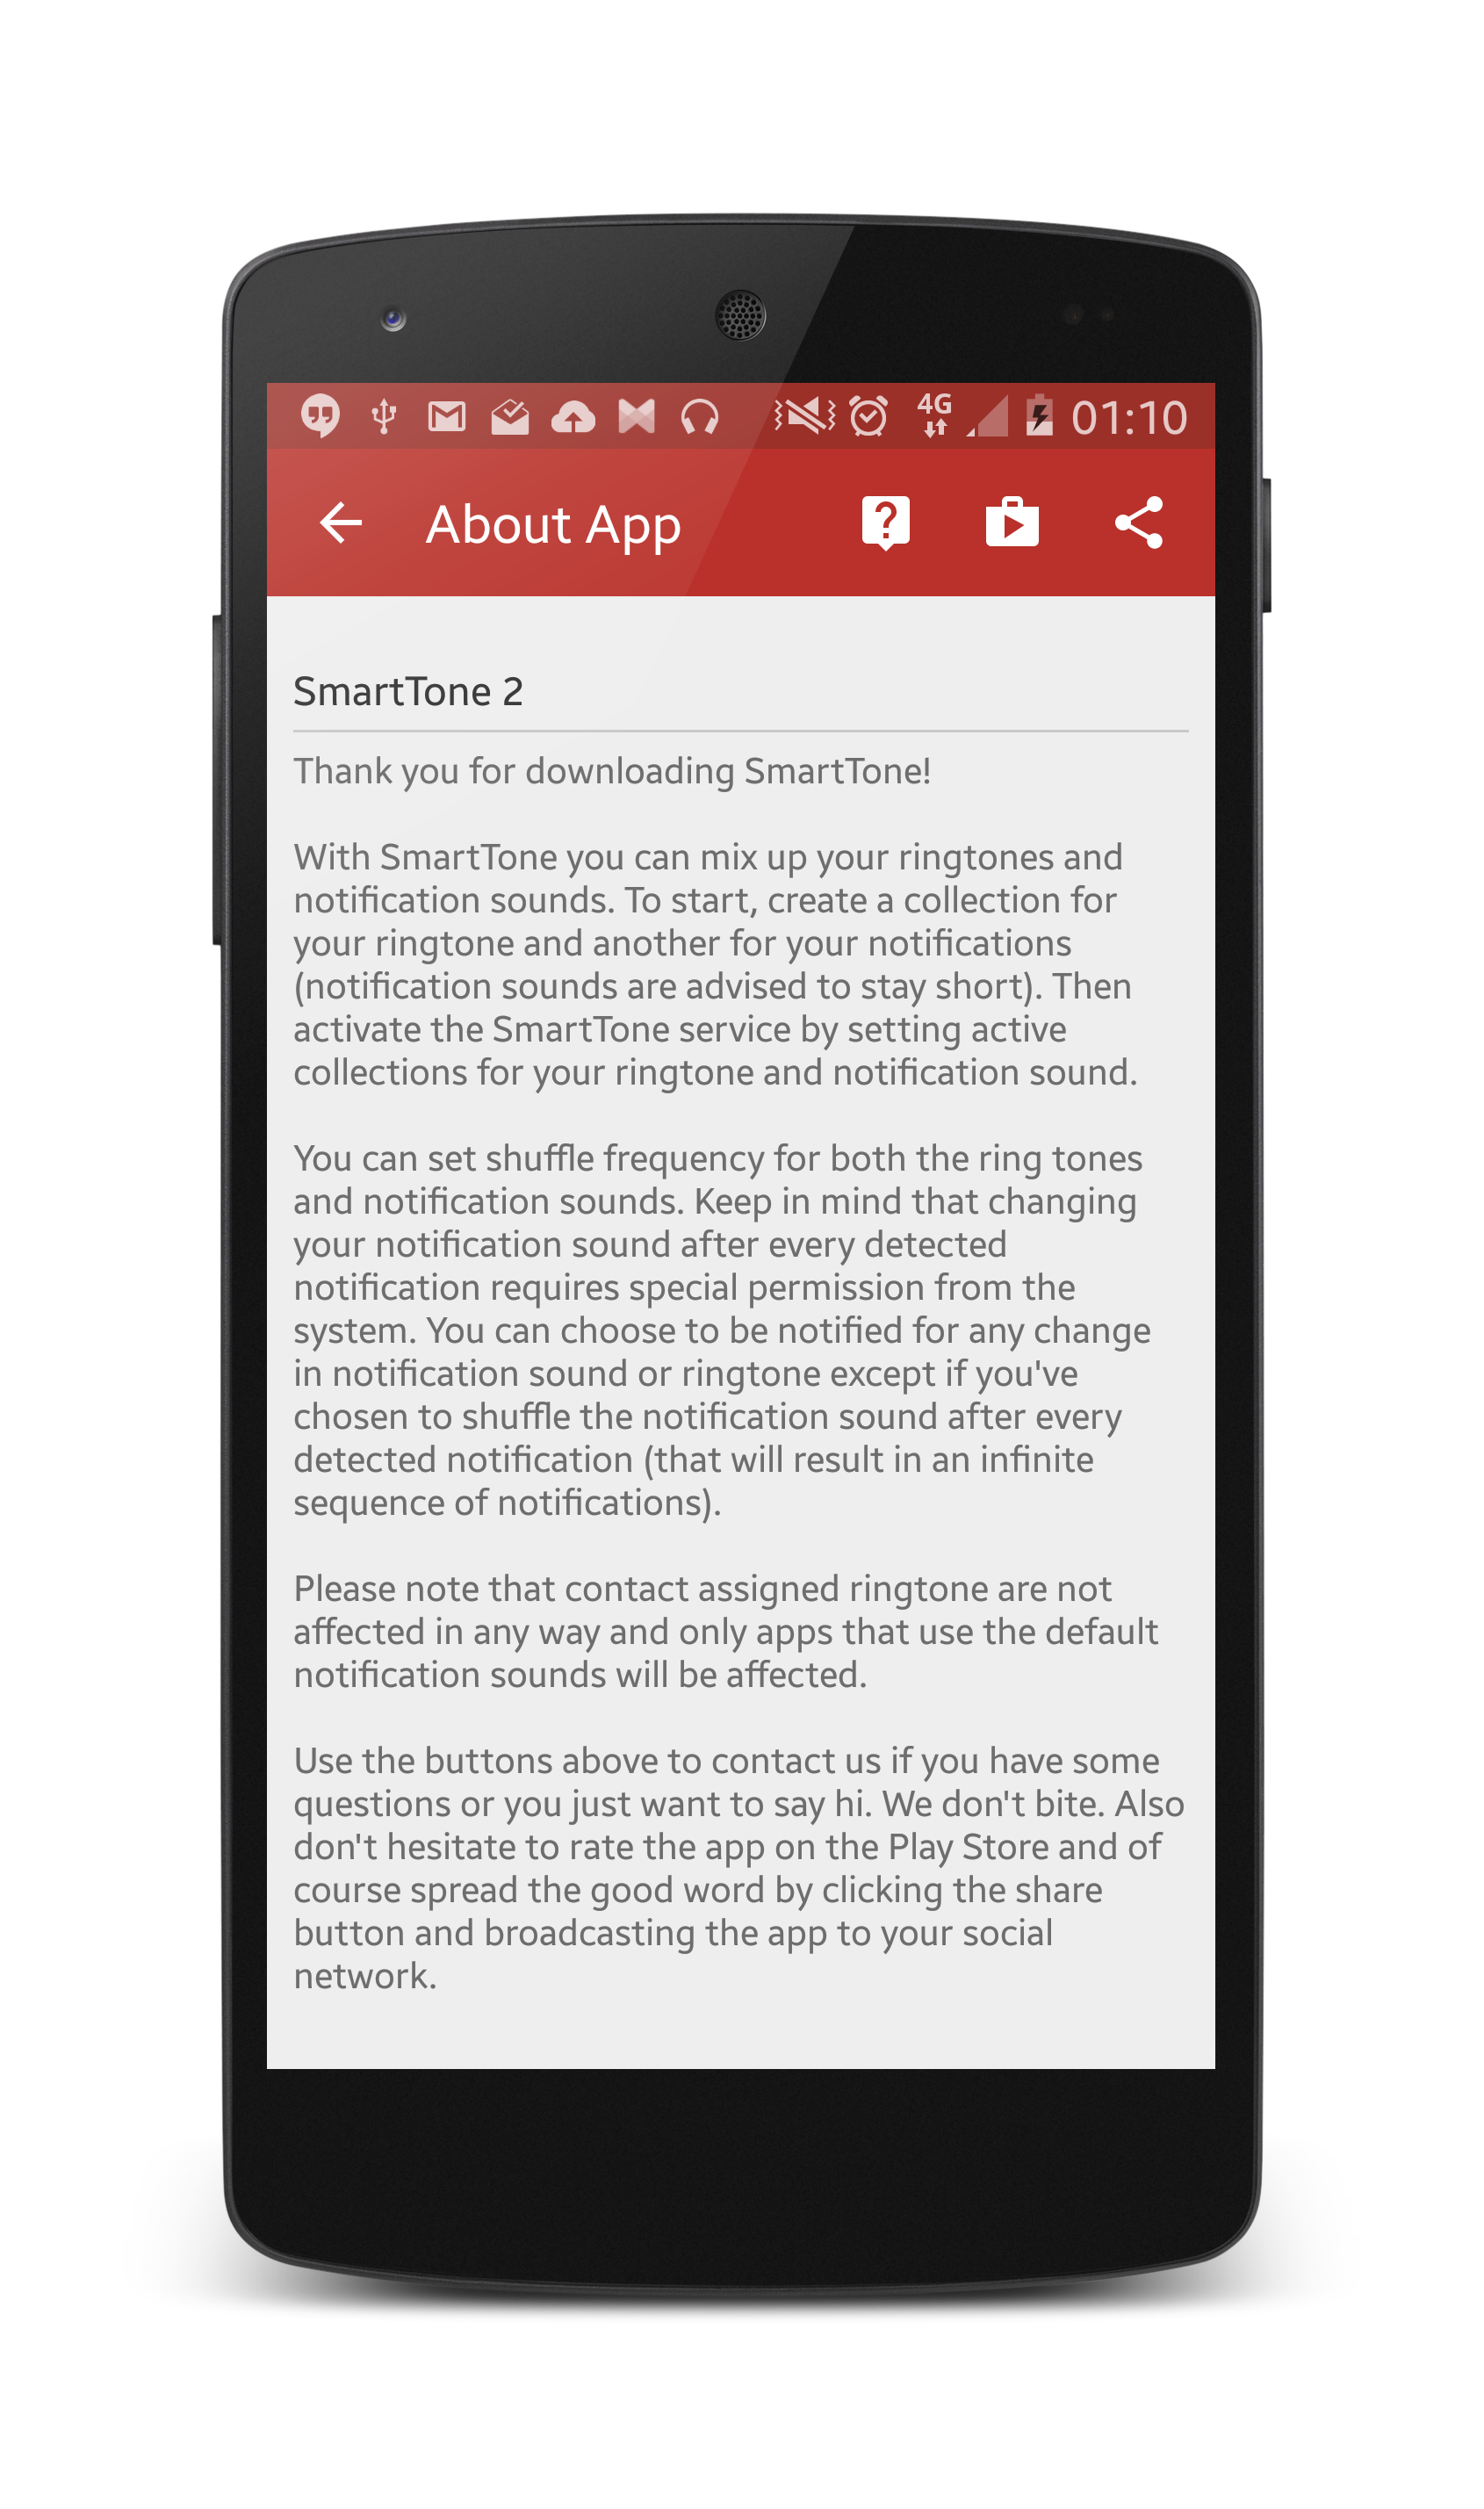 4G 01:10
About App
SmartTone 2
Thank you for downloading SmartTone!
With SmartTone you can mix up your ringtones and
notification sounds. To start, create a collection for
your ringtone and another for your notifications
(notification sounds are advised to stay short). Then
activate the SmartTone service by setting active
collections for your ringtone and notification sound.
You can set shuffle frequency for both the ring tones
and notification sounds. Keep in mind that changing
your notification sound after every detected
notification requires special permission from the
system. You can choose to be notified for any change
in notification sound or ringtone except if you've
chosen to shuffle the notification sound after every
detected notification (that will result in an infinite
sequence of notifications).
Please note that contact assigned ringtone are not
affected in any way and only apps that use the default
notification sounds will be affected.
Use the buttons above to contact us if you have some
questions or you just want to say hi. We don't bite. Also
don't hesitate to rate the app on the Play Store and of
course spread the good word by clicking the share
button and broadcasting the app to your social
network.